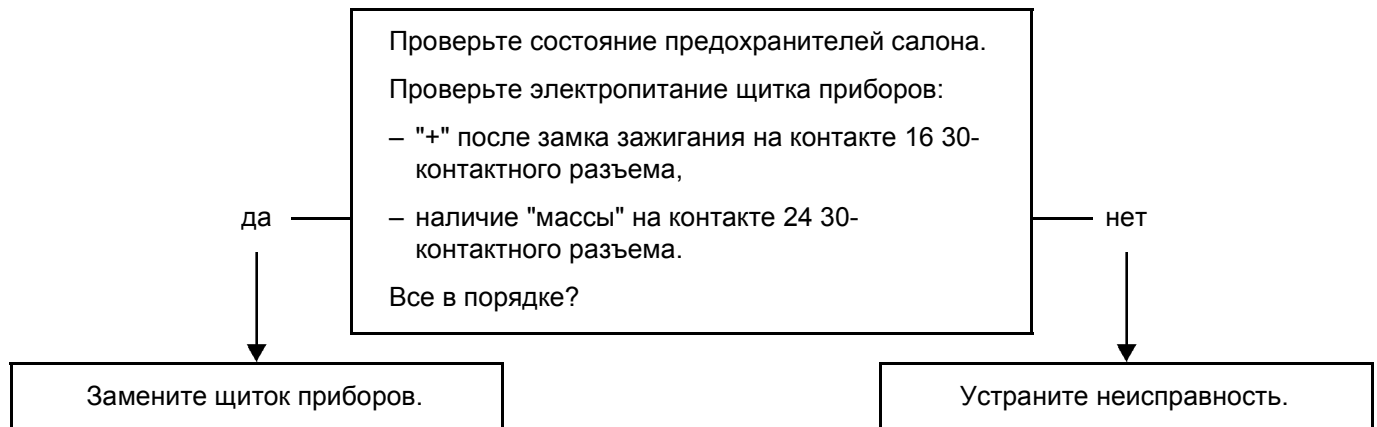 Проверьте состояние предохранителей салона.
Проверьте электропитание щитка приборов:
– "+" после замка зажигания на контакте 16 30-
контактного разъема,
– наличие "массы" на контакте 24 30-
контактного разъема.
Все в порядке?
да
нет
Замените щиток приборов.
Устраните неисправность.